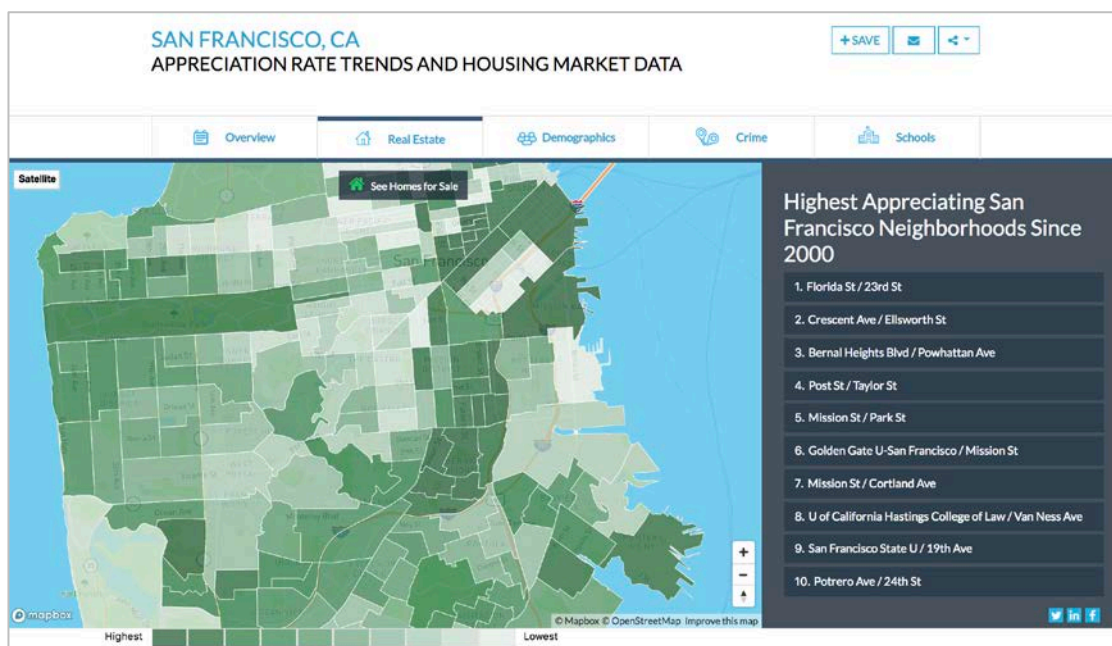 SAN FRANCISCO, CA
APPRECIATION RATE TRENDS AND HOUSING MARKET DATA
+ SAVE
Overview
Real Estate
Demographics
Crime
Schools
Satellite
See Homes for Sale
San Francisco
Highest Appreciating San
Francisco Neighborhoods Since
2000
1. Florida St / 23rd St
2. Crescent Ave / Ellsworth St
3. Bernal Heights Blvd / Powhattan Ave
4. Post St / Taylor St
5. Mission St / Park St
6. Golden Gate U-San Francisco / Mission St
7. Mission St / Cortland Ave
8. U of California Hastings College of Law / Van Ness Ave
9. San Francisco State U / 19th Ave
10. Potrero Ave / 24th St
mapbox
© Mapbox © OpenStreetMap Improve this map
Highest
Lowest